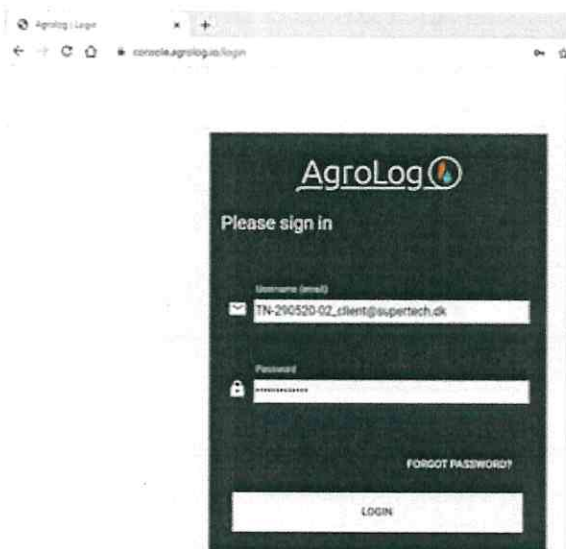 Agrolog | Login
console.agrolog.io/login
AgroLog
Please sign in
Username (email)
TN-290520-02_client@supertech.dk
Password
FORGOT PASSWORD?
LOGIN